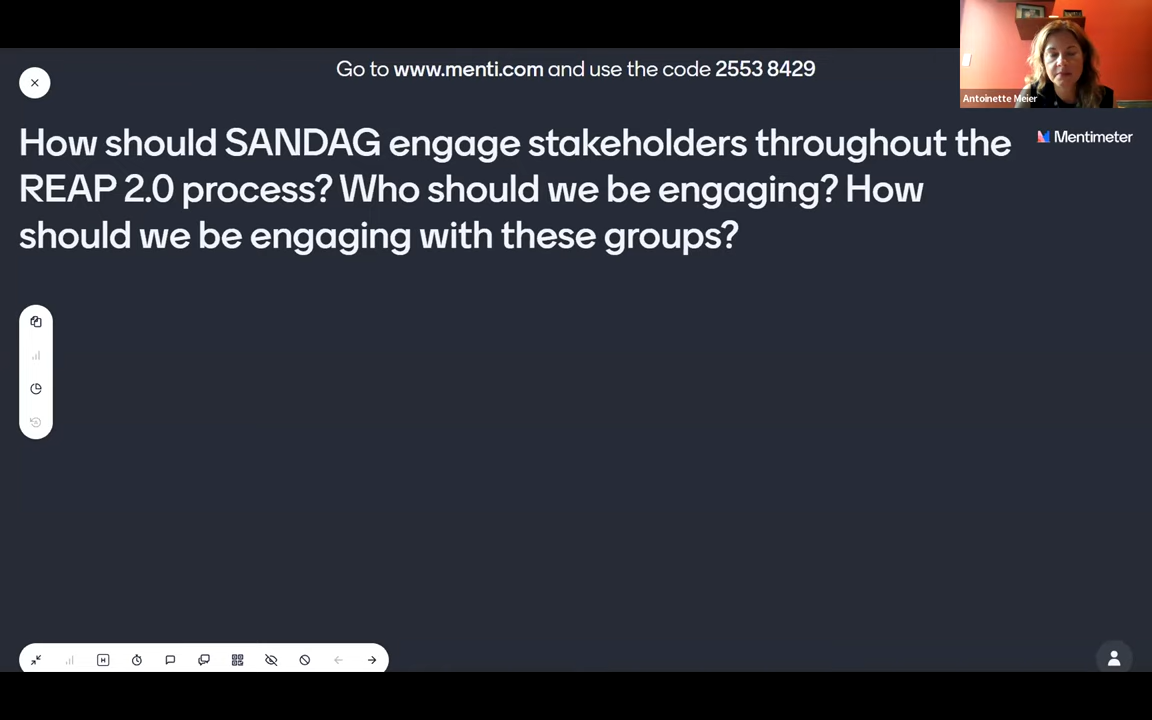 Go to www.menti.com and use the code 2553 8429
Antoinette Meier
How should SANDAG engage stakeholders throughout the
REAP 2.0 process? Who should we be engaging? How
should we be engaging with these groups?
Mentimeter
H